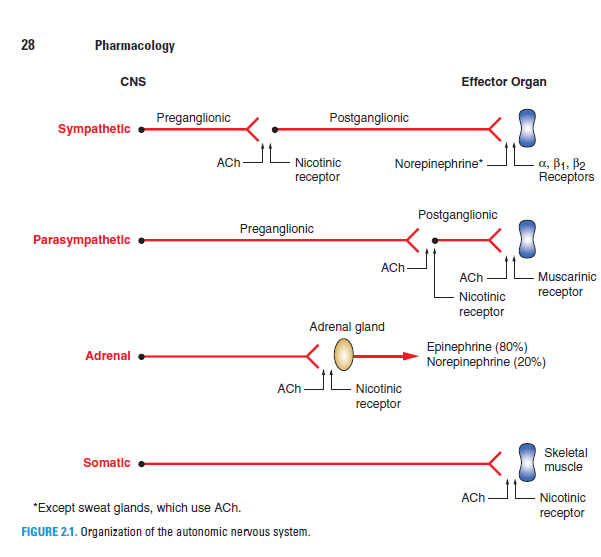 28 Pharmacology
CNS Effector Organ
Preganglionic Postganglionic
Sympathetic
ACh Nicotinic
receptor
Norepinephrine* α, β1, β2
Receptors
Postganglionic
Preganglionic
Parasympathetic
ACh
ACh Muscarinic
receptor
Nicotinic
receptor
Adrenal gland
Adrenal
Epinephrine (80%)
Norepinephrine (20%)
ACh Nicotinic
receptor
Skeletal
muscle
Somatic
ACh Nicotinic
receptor
*Except sweat glands, which use ACh.
FIGURE 2.1. Organization of the autonomic nervous system.